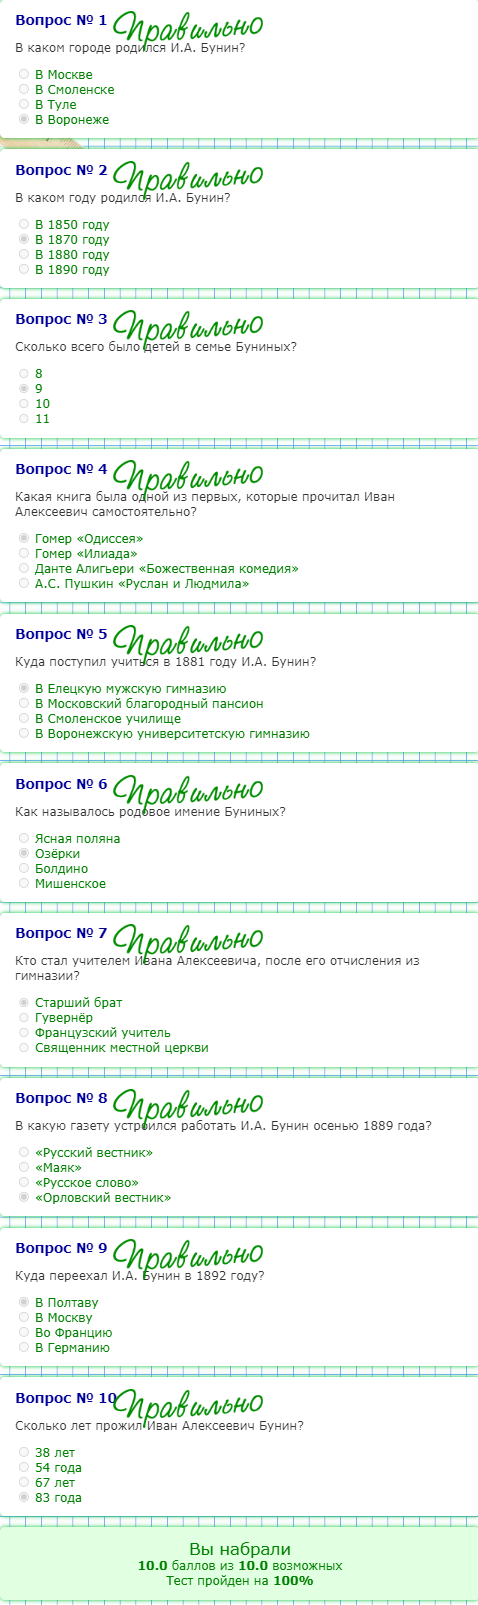 Вопрос № 1 Правильно
В каком городе родился И.А. Бунин?
В Москве
В Смоленске
В Туле
В Воронеже
Вопрос № 2 Правильно
В каком году родился И.А. Бунин?
В 1850 году
В 1870 году
В 1880 году
В 1890 году
Вопрос № 3 Правильно
Сколько всего было детей в семье Буниных?
8
9
10
11
Вопрос № 4 Правильно
Какая книга была одной из первых, которые прочитал Иван
Алексеевич самостоятельно?
Гомер «Одиссея»
Гомер «Илиада»
Данте Алигьери «Божественная комедия»
А.С. Пушкин «Руслан и Людмила»
Вопрос № 5 Правильно
Куда поступил учиться в 1881 году И.А. Бунин?
В Елецкую мужскую гимназию
В Московский благородный пансион
В Смоленское училище
В Воронежскую университетскую гимназию
Вопрос № 6 Правильно
Как называлось родовое имение Буниных?
Ясная поляна
Озёрки
Болдино
Мишенское
Вопрос № 7 Правильно
Кто стал учителем Ивана Алексеевича, после его отчисления из
гимназии?
Старший брат
Гувернёр
Французский учитель
Священник местной церкви
Вопрос № 8 Правильно
В какую газету устроился работать И.А. Бунин осенью 1889 года?
«Русский вестник»
«Маяк»
«Русское слово»
«Орловский вестник»
Вопрос № 9 Правильно
Куда переехал И.А. Бунин в 1892 году?
В Полтаву
В Москву
Во Францию
В Германию
Вопрос № 10 Правильно
Сколько лет прожил Иван Алексеевич Бунин?
38 лет
54 года
67 лет
83 года
Вы набрали
10.0 баллов из 10.0 возможных
Тест пройден на 100%